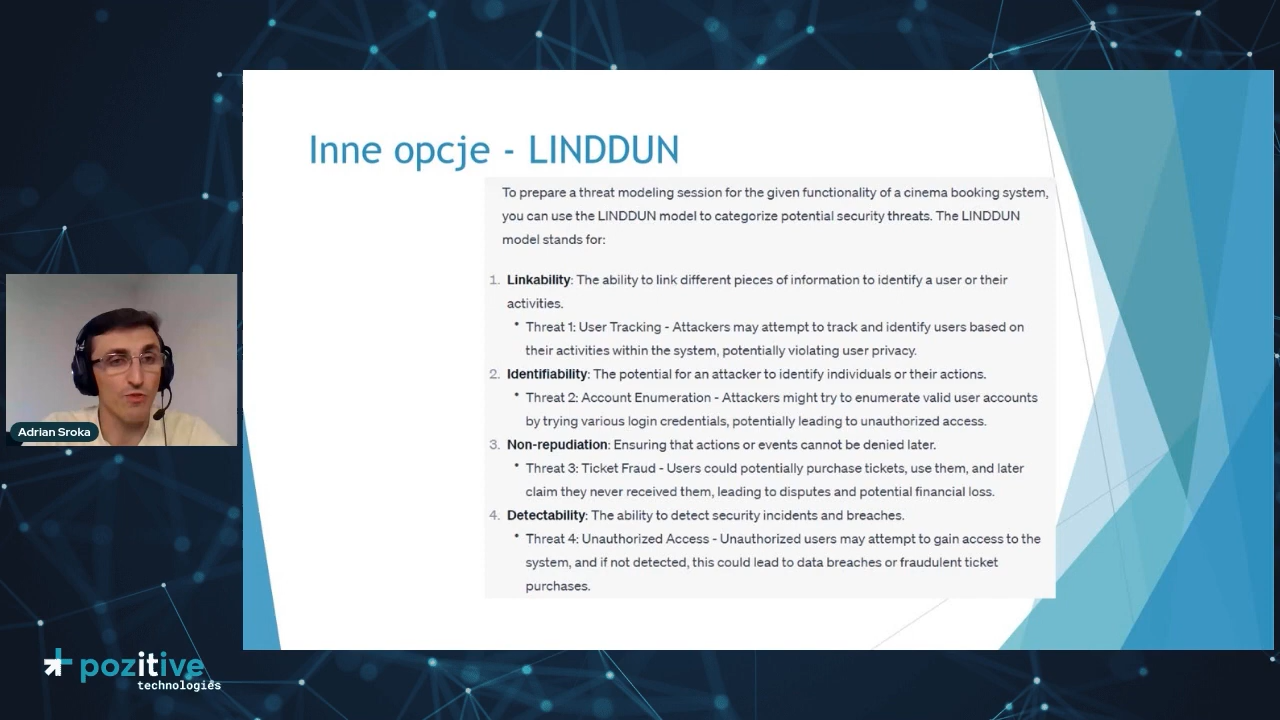 Inne opcje - LINDDUN
To prepare a threat modeling session for the given functionality of a cinema booking system,
you can use the LINDDUN model to categorize potential security threats. The LINDDUN
model stands for:
1. Linkability: The ability to link different pieces of information to identify a user or their
activities.
• Threat 1: User Tracking - Attackers may attempt to track and identify users based on
their activities within the system, potentially violating user privacy.
2. Identifiability: The potential for an attacker to identify individuals or their actions.
• Threat 2: Account Enumeration - Attackers might try to enumerate valid user accounts
by trying various login credentials, potentially leading to unauthorized access.
3. Non-repudiation: Ensuring that actions or events cannot be denied later.
• Threat 3: Ticket Fraud - Users could potentially purchase tickets, use them, and later
claim they never received them, leading to disputes and potential financial loss.
4. Detectability: The ability to detect security incidents and breaches.
• Threat 4: Unauthorized Access - Unauthorized users may attempt to gain access to the
system, and if not detected, this could lead to data breaches or fraudulent ticket
purchases.
Adrian Sroka
pozitive
technologies